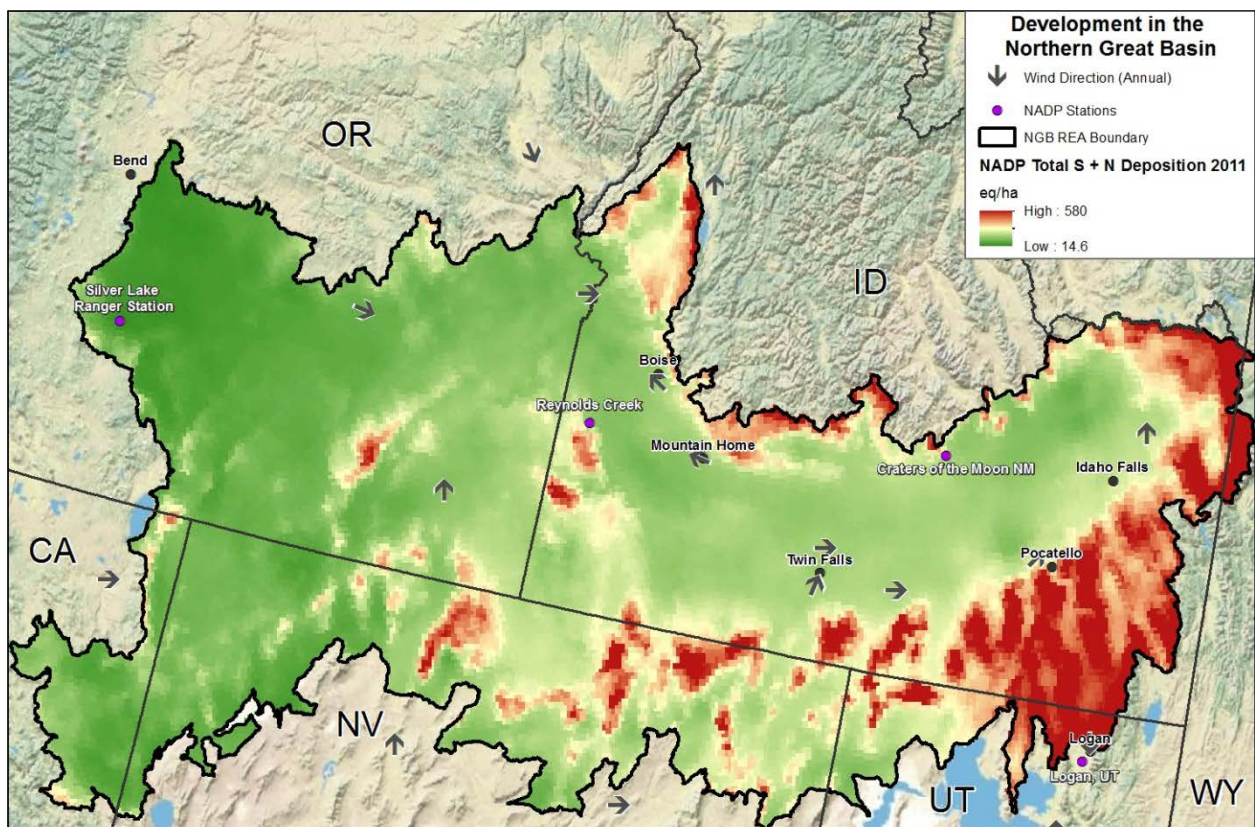 Development in the
Northern Great Basin
Wind Direction (Annual)
NADP Stations
NGB REA Boundary
NADP Total S + N Deposition 2011
eq/ha
High : 580
Low : 14.6
OR
Bend
ID
Silver Lake
Ranger Station
Boise
Reynolds Creek
Mountain Home
Craters of the Moon NM
Idaho Falls
CA
Twin Falls
Pocatello
NV
Logan
Logan, UT
UT
WY